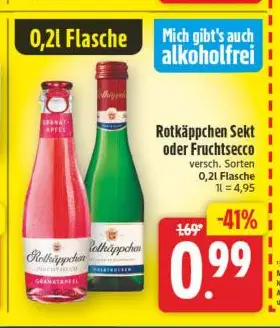 0,2l Flasche
Mich gibt's auch
alkoholfrei
GRANAT-
APFEL
Rotkäppchen
FRUCHTSECCO
GRANATAPFEL
Rotkäppchen
HALBTROCKEN
Rotkäppchen Sekt
oder Fruchtsecco
versch. Sorten
0,2l Flasche
1l = 4,95
1.69
-41%
0.99